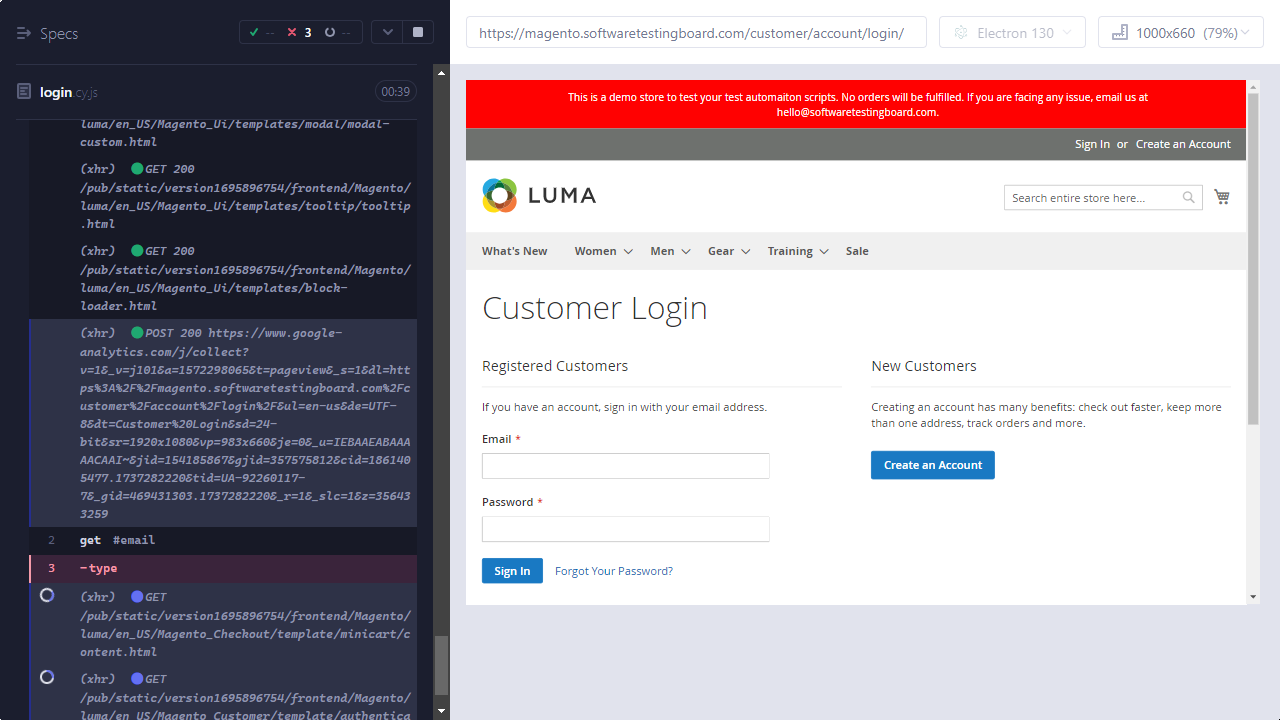 Specs
--
3
--
login.cy.js
00:39
luma/en_US/Magento_Ui/templates/modal/modal-
custom.html
(xhr) GET 200
/pub/static/version1695896754/frontend/Magento/
luma/en_US/Magento_Ui/templates/tooltip/tooltip
.html
(xhr) GET 200
/pub/static/version1695896754/frontend/Magento/
luma/en_US/Magento_Ui/templates/block-
loader.html
(xhr) POST 200 https://www.google-
analytics.com/j/collect?
v=1&_v=j101&a=1572298065&t=pageview&_s=1&dl=htt
ps%3A%2F%2Fmagento.softwaretestingboard.com%2Fc
ustomer%2Faccount%2Flogin%2F&ul=en-us&de=UTF-
8&dt=Customer%20Login&sd=24-
bit&sr=1920x1080&vp=983x660&je=0&_u=IEBAAEABAAA
AACAAI~&jid=154185867&gjid=357575812&cid=186140
5477.1737282220&tid=UA-92260117-
7&_gid=469431303.1737282220&_r=1&_slc=1&z=35643
3259
2 get #email
3 -type
(xhr) GET
/pub/static/version1695896754/frontend/Magento/
luma/en_US/Magento_Checkout/template/minicart/c
ontent.html
(xhr) GET
/pub/static/version1695896754/frontend/Magento/
luma/en_US/Magento_Customer/template/authentica
https://magento.softwaretestingboard.com/customer/account/login/
Electron 130
1000x660 (79%)
This is a demo store to test your test automaiton scripts. No orders will be fulfilled. If you are facing any issue, email us at
hello@softwaretestingboard.com.
Sign In or Create an Account
LUMA
Search entire store here...
What's New Women Men Gear Training Sale
Customer Login
Registered Customers
If you have an account, sign in with your email address.
Email *
Password *
Sign In Forgot Your Password?
New Customers
Creating an account has many benefits: check out faster, keep more
than one address, track orders and more.
Create an Account